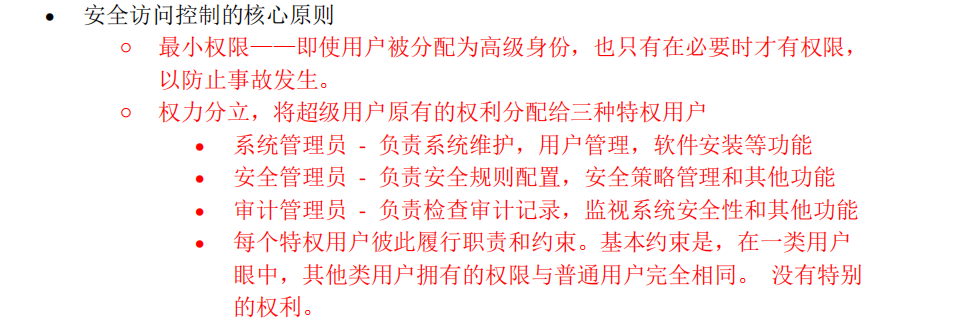 安全访问控制的核心原则
最小权限——即使用户被分配为高级身份，也只有在必要时才有权限，
以防止事故发生。
权力分立，将超级用户原有的权利分配给三种特权用户
系统管理员 - 负责系统维护，用户管理，软件安装等功能
安全管理员 - 负责安全规则配置，安全策略管理和其他功能
审计管理员 - 负责检查审计记录，监视系统安全性和其他功能
每个特权用户彼此履行职责和约束。基本约束是，在一类用户
眼中，其他类用户拥有的权限与普通用户完全相同。 没有特别
的权利。